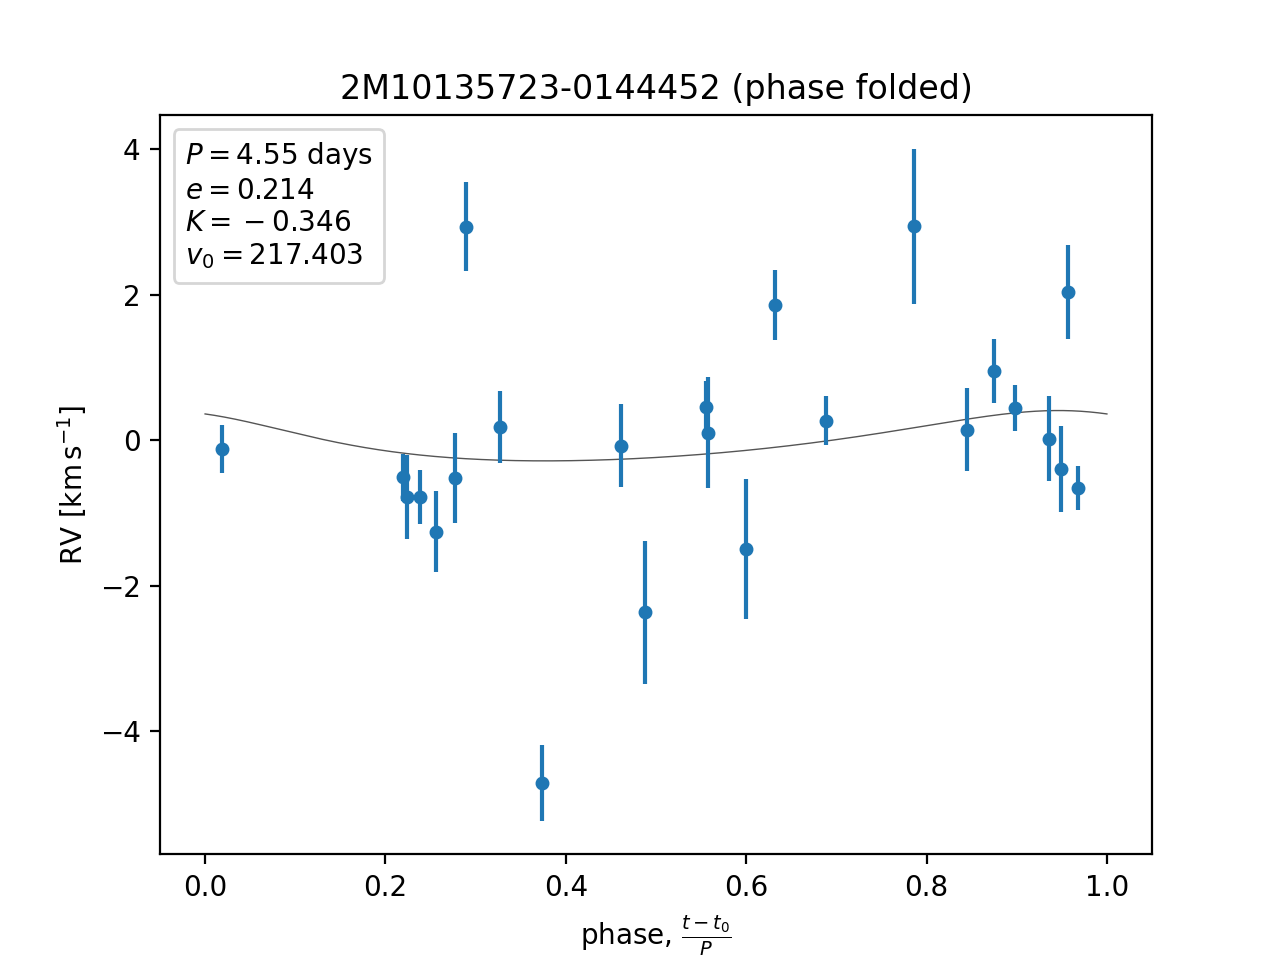 2M10135723-0144452 (phase folded)
P = 4.55 days
e = 0.214
K = −0.346
v₀ = 217.403
4
2
0
−2
−4
RV [km s⁻¹]
0.0 0.2 0.4 0.6 0.8 1.0
phase, (t − t₀)/P